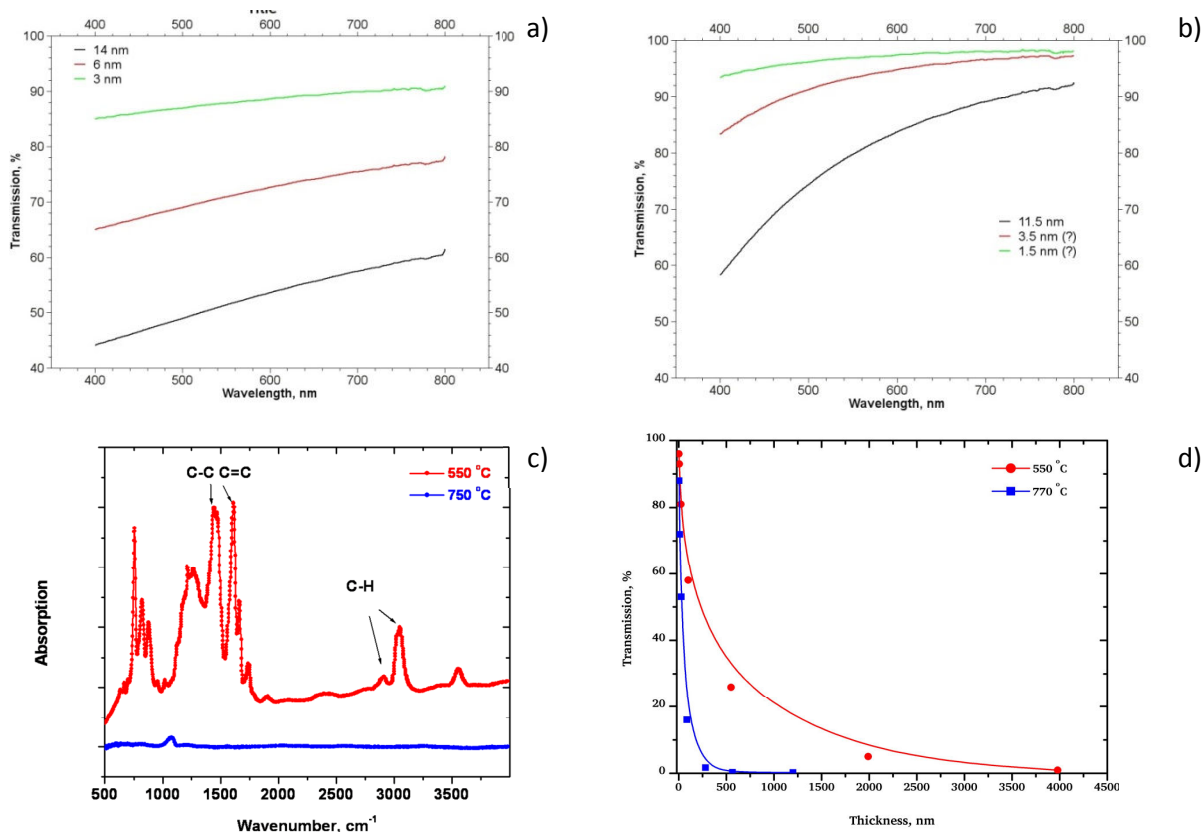 Title
400 500 600 700 800
a)
14 nm
6 nm
3 nm
100 90 80 70 60 50 40
100 90 80 70 60 50 40
Transmission, %
400 500 600 700 800
Wavelength, nm
400 500 600 700 800
b)
100 90 80 70 60 50 40
100 90 80 70 60 50 40
Transmission, %
11.5 nm
3.5 nm (?)
1.5 nm (?)
400 500 600 700 800
Wavelength, nm
C-C C=C
550 °C
750 °C
c)
C-H
Absorption
500 1000 1500 2000 2500 3000 3500
Wavenumber, cm-1
d)
100 80 60 40 20 0
Transmission, %
550 °C
770 °C
0 500 1000 1500 2000 2500 3000 3500 4000 4500
Thickness, nm